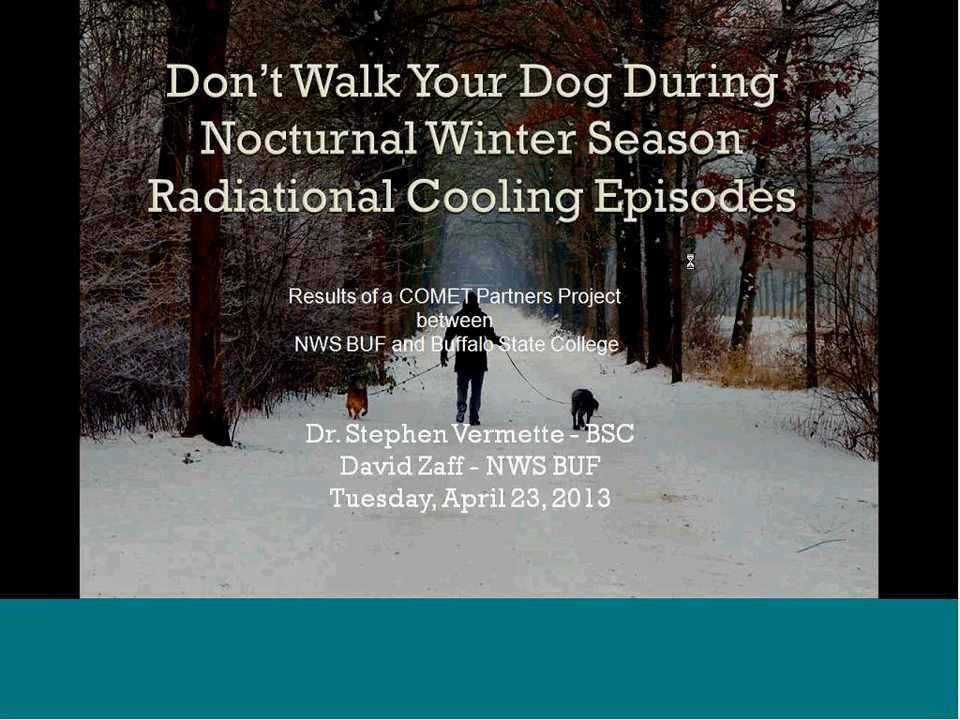 Don't Walk Your Dog During
Nocturnal Winter Season
Radiational Cooling Episodes
Results of a COMET Partners Project
between
NWS BUF and Buffalo State College
Dr. Stephen Vermette - BSC
David Zaff - NWS BUF
Tuesday, April 23, 2013